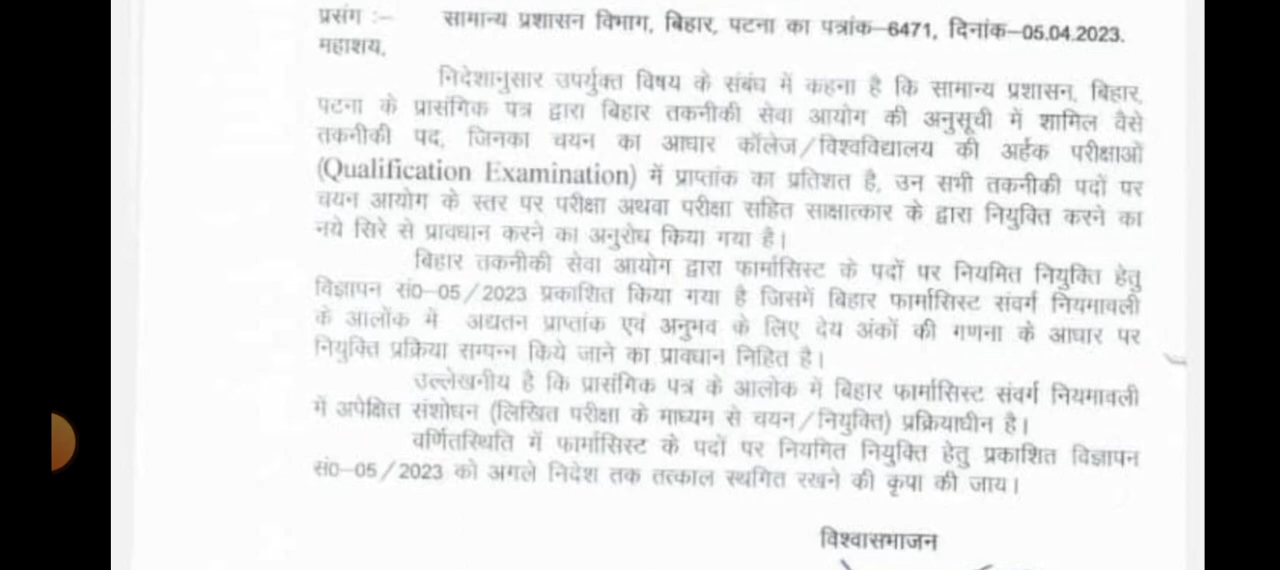 प्रसंग :– सामान्य प्रशासन विभाग, बिहार, पटना का पत्रांक–6471, दिनांक–05.04.2023.
महाशय,
निदेशानुसार उपर्युक्त विषय के संबंध में कहना है कि सामान्य प्रशासन, बिहार,
पटना के प्रासंगिक पत्र द्वारा बिहार तकनीकी सेवा आयोग की अनुसूची में शामिल वैसे
तकनीकी पद, जिनका चयन का आधार कॉलेज/विश्वविद्यालय की अर्हक परीक्षाओं
(Qualification Examination) में प्राप्तांक का प्रतिशत है, उन सभी तकनीकी पदों पर
चयन आयोग के स्तर पर परीक्षा अथवा परीक्षा सहित साक्षात्कार के द्वारा नियुक्ति करने का
नये सिरे से प्रावधान करने का अनुरोध किया गया है।
बिहार तकनीकी सेवा आयोग द्वारा फार्मासिस्ट के पदों पर नियमित नियुक्ति हेतु
विज्ञापन सं०–05/2023 प्रकाशित किया गया है जिसमें बिहार फार्मासिस्ट संवर्ग नियमावली
के आलोक में अद्यतन प्राप्तांक एवं अनुभव के लिए देय अंकों की गणना के आधार पर
नियुक्ति प्रक्रिया सम्पन्न किये जाने का प्रावधान निहित है।
उल्लेखनीय है कि प्रासंगिक पत्र के आलोक में बिहार फार्मासिस्ट संवर्ग नियमावली
में अपेक्षित संशोधन (लिखित परीक्षा के माध्यम से चयन/नियुक्ति) प्रक्रियाधीन है।
वर्णितस्थिति में फार्मासिस्ट के पदों पर नियमित नियुक्ति हेतु प्रकाशित विज्ञापन
सं०–05/2023 को अगले निदेश तक तत्काल स्थगित रखने की कृपा की जाय।
विश्वासभाजन